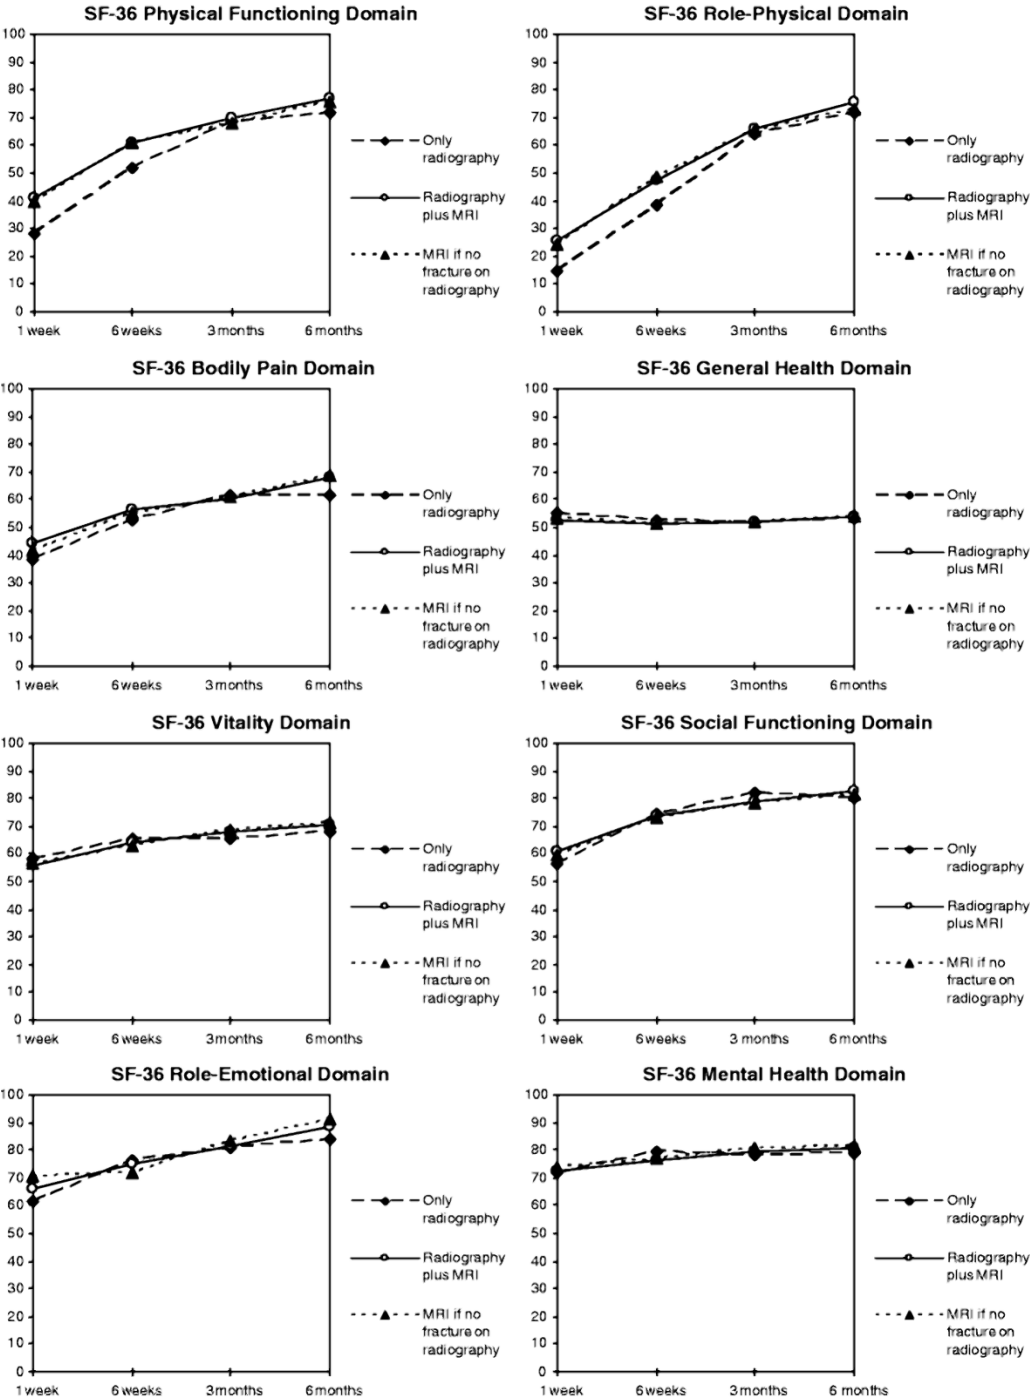 SF-36 Physical Functioning Domain
100
90
80
70
60
50
40
30
20
10
0
1 week
6 weeks
3 months
6 months
Only
radiography
Radiography
plus MRI
MRI if no
fracture on
radiography
SF-36 Role-Physical Domain
100
90
80
70
60
50
40
30
20
10
0
1 week
6 weeks
3 months
6 months
Only
radiography
Radiography
plus MRI
MRI if no
fracture on
radiography
SF-36 Bodily Pain Domain
100
90
80
70
60
50
40
30
20
10
0
1 week
6 weeks
3 months
6 months
Only
radiography
Radiography
plus MRI
MRI if no
fracture on
radiography
SF-36 General Health Domain
100
90
80
70
60
50
40
30
20
10
0
1 week
6 weeks
3 months
6 months
Only
radiography
Radiography
plus MRI
MRI if no
fracture on
radiography
SF-36 Vitality Domain
100
90
80
70
60
50
40
30
20
10
0
1 week
6 weeks
3 months
6 months
Only
radiography
Radiography
plus MRI
MRI if no
fracture on
radiography
SF-36 Social Functioning Domain
100
90
80
70
60
50
40
30
20
10
0
1 week
6 weeks
3 months
6 months
Only
radiography
Radiography
plus MRI
MRI if no
fracture on
radiography
SF-36 Role-Emotional Domain
100
90
80
70
60
50
40
30
20
10
0
1 week
6 weeks
3 months
6 months
Only
radiography
Radiography
plus MRI
MRI if no
fracture on
radiography
SF-36 Mental Health Domain
100
90
80
70
60
50
40
30
20
10
0
1 week
6 weeks
3 months
6 months
Only
radiography
Radiography
plus MRI
MRI if no
fracture on
radiography